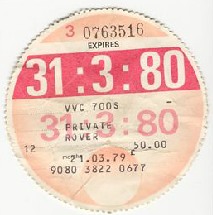 3 0763516
EXPIRES
31:3:80
VVC 700S
31:3:80
PRIVATE
ROVER
12 50.00
21.03.79
9080 3822 0677